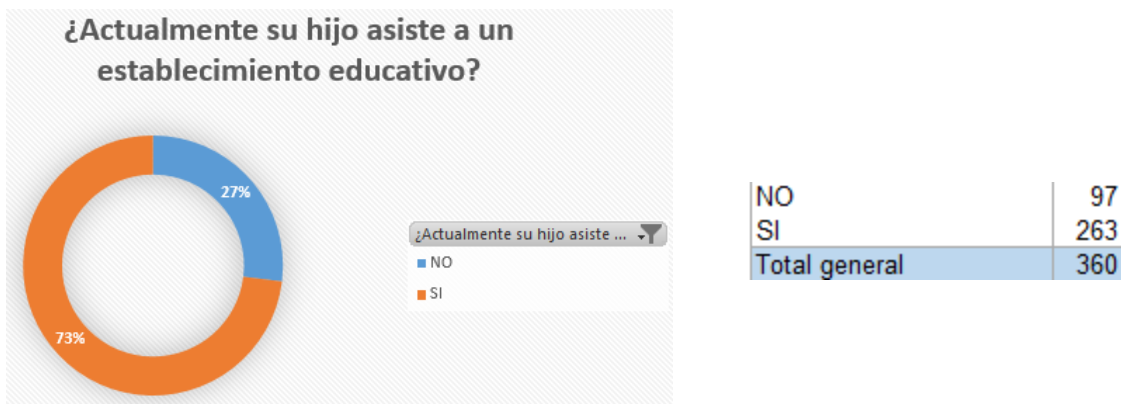 ¿Actualmente su hijo asiste a un
establecimiento educativo?
27%
73%
¿Actualmente su hijo asiste ...
NO
SI
NO 97
SI 263
Total general 360